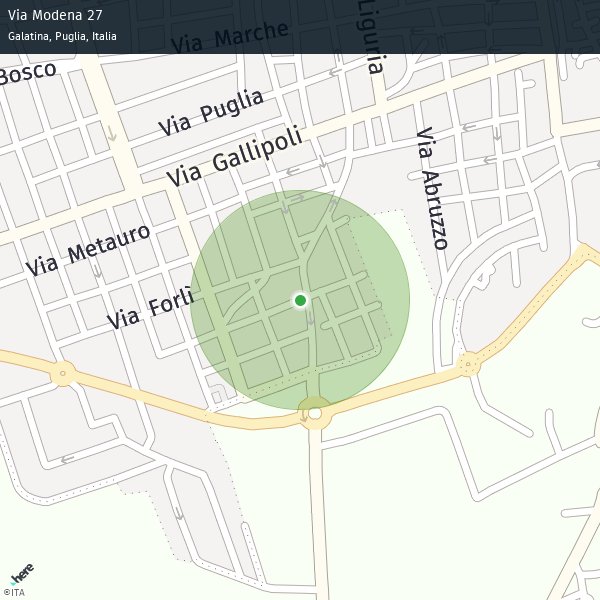 Via Modena 27
Galatina, Puglia, Italia
Via Marche
Liguria
Bosco
Via Puglia
Via Gallipoli
Via Abruzzo
Via Metauro
Via Forlì
here
©ITA